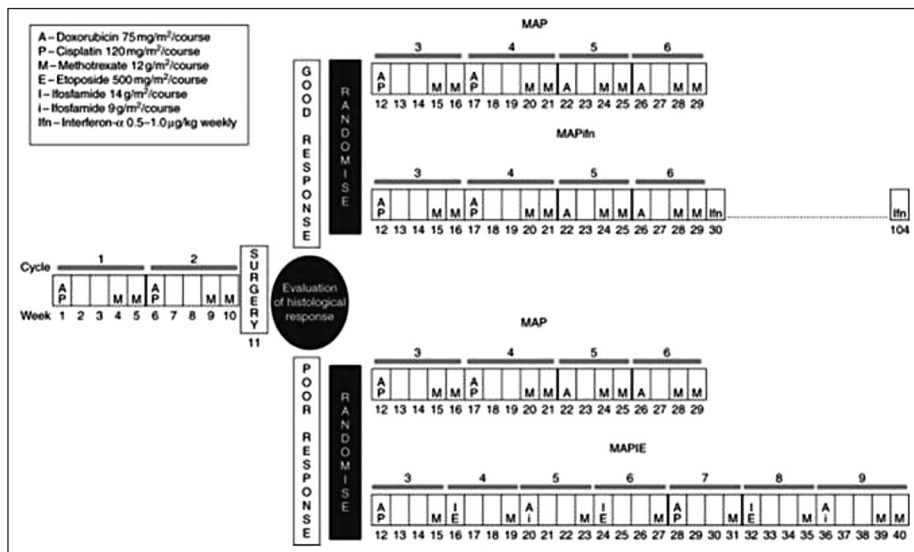 A – Doxorubicin 75 mg/m²/course
P – Cisplatin 120 mg/m²/course
M – Methotrexate 12 g/m²/course
E – Etoposide 500 mg/m²/course
I – Ifosfamide 14 g/m²/course
i – Ifosfamide 9 g/m²/course
Ifn – Interferon-α 0.5–1.0 µg/kg weekly
Cycle 1 2
A P M M A P M M
Week 1 2 3 4 5 6 7 8 9 10
SURGERY
11
Evaluation
of histological
response
GOOD RESPONSE
RANDOMISE
MAP
3 4 5 6
A P M M A P M M A M M A M M
12 13 14 15 16 17 18 19 20 21 22 23 24 25 26 27 28 29
MAPifn
3 4 5 6
A P M M A P M M A M M A M M Ifn Ifn
12 13 14 15 16 17 18 19 20 21 22 23 24 25 26 27 28 29 30 104
POOR RESPONSE
RANDOMISE
MAP
3 4 5 6
A P M M A P M M A M M A M M
12 13 14 15 16 17 18 19 20 21 22 23 24 25 26 27 28 29
MAPIE
3 4 5 6 7 8 9
A P M I E M A i M I E M A P M I E M A i M M
12 13 14 15 16 17 18 19 20 21 22 23 24 25 26 27 28 29 30 31 32 33 34 35 36 37 38 39 40